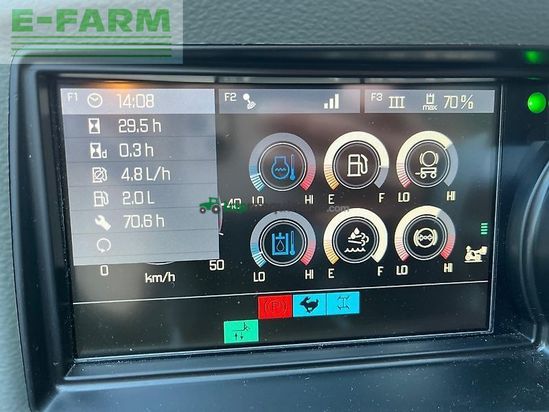 E-FARM
F1 14:08
F2
F3 III max 70%
29.5 h
0.3 h
4.8 L/h
2.0 L
70.6 h
40
0 50
km/h
LO HI E F LO HI
LO HI E F LO HI